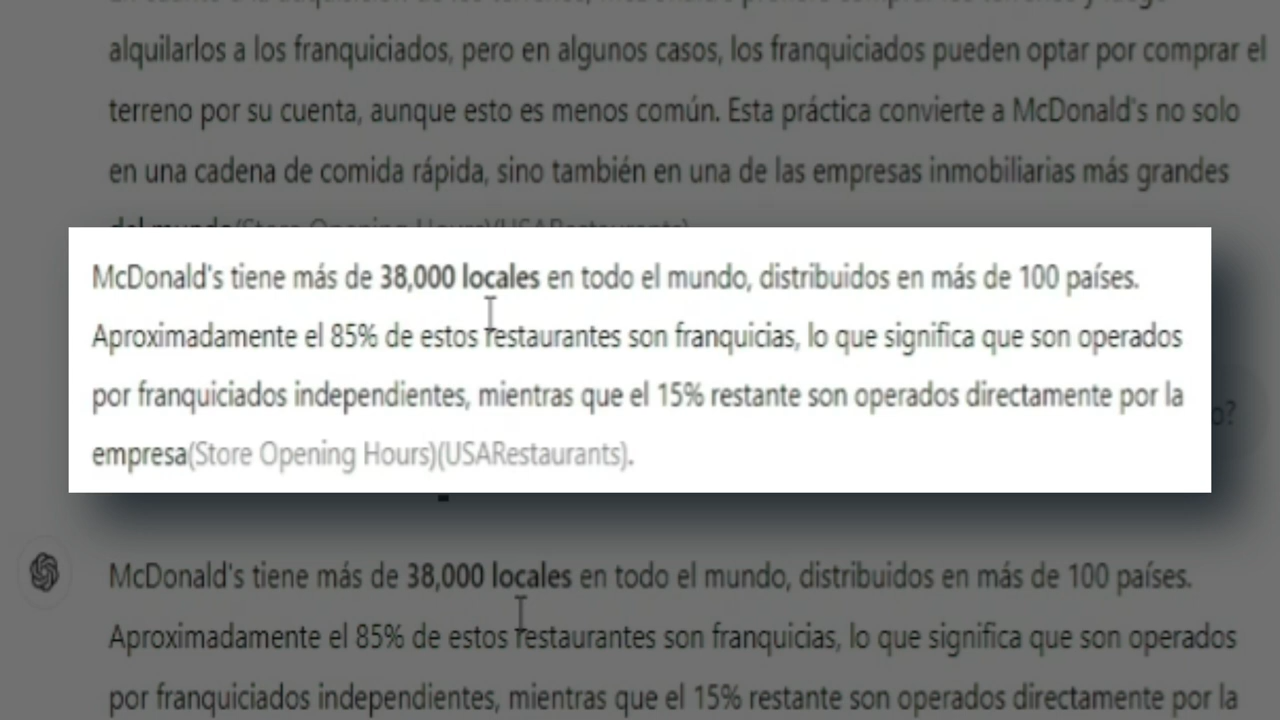 alquilarlos a los franquiciados, pero en algunos casos, los franquiciados pueden optar por comprar el
terreno por su cuenta, aunque esto es menos común. Esta práctica convierte a McDonald's no solo
en una cadena de comida rápida, sino también en una de las empresas inmobiliarias más grandes
del mundo(Store Opening Hours)(USARestaurants).
McDonald's tiene más de 38,000 locales en todo el mundo, distribuidos en más de 100 países.
Aproximadamente el 85% de estos restaurantes son franquicias, lo que significa que son operados
por franquiciados independientes, mientras que el 15% restante son operados directamente por la
empresa(Store Opening Hours)(USARestaurants).
o?
McDonald's tiene más de 38,000 locales en todo el mundo, distribuidos en más de 100 países.
Aproximadamente el 85% de estos restaurantes son franquicias, lo que significa que son operados
por franquiciados independientes, mientras que el 15% restante son operados directamente por la